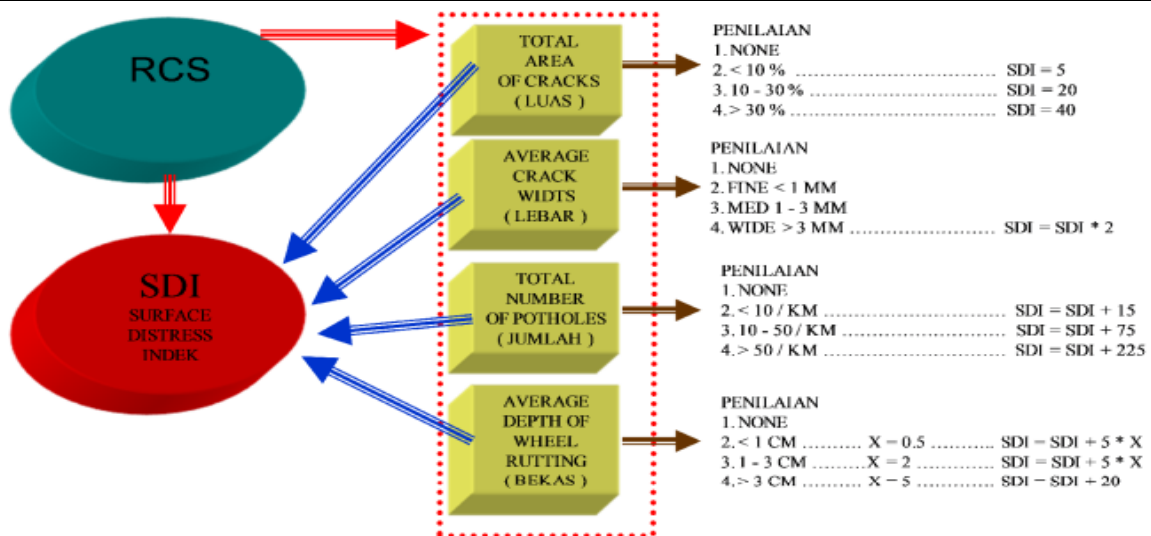 RCS
SDI
SURFACE
DISTRESS
INDEK
TOTAL
AREA
OF CRACKS
( LUAS )
PENILAIAN
1. NONE
2. < 10 % ........................................ SDI = 5
3. 10 - 30 % ..................................... SDI = 20
4. > 30 % ........................................ SDI = 40
AVERAGE
CRACK
WIDTS
( LEBAR )
PENILAIAN
1. NONE
2. FINE < 1 MM
3. MED 1 - 3 MM
4. WIDE > 3 MM ............................ SDI = SDI * 2
TOTAL
NUMBER
OF POTHOLES
( JUMLAH )
PENILAIAN
1. NONE
2. < 10 / KM ................................ SDI = SDI + 15
3. 10 - 50 / KM ............................. SDI = SDI + 75
4. > 50 / KM ................................ SDI = SDI + 225
AVERAGE
DEPTH OF
WHEEL
RUTTING
( BEKAS )
PENILAIAN
1. NONE
2. < 1 CM .......... X = 0.5 .............. SDI = SDI + 5 * X
3. 1 - 3 CM ......... X = 2 .............. SDI = SDI + 5 * X
4. > 3 CM .......... X = 5 .............. SDI = SDI + 20